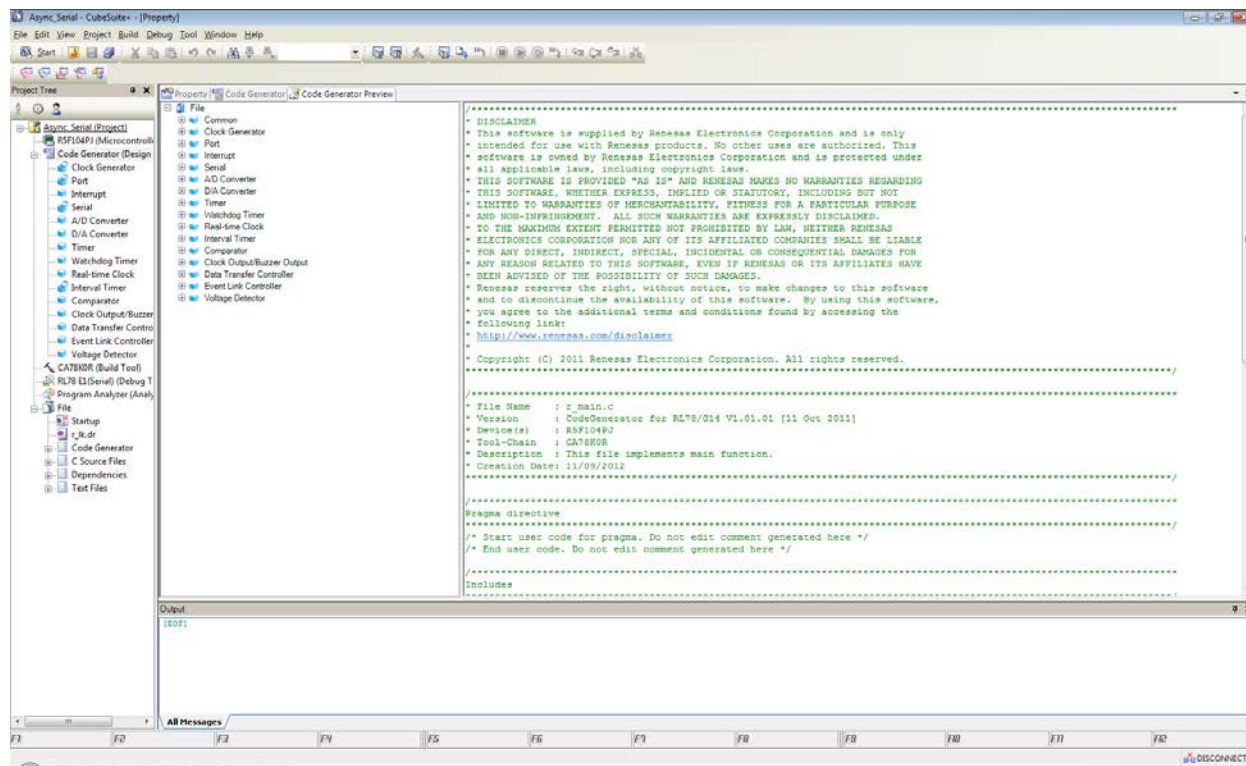 Async_Serial - CubeSuite+ - [Property]
File Edit View Project Build Debug Tool Window Help
Start
Project Tree
Async_Serial (Project)
R5F104PJ (Microcontroll
Code Generator (Design
Clock Generator
Port
Interrupt
Serial
A/D Converter
D/A Converter
Timer
Watchdog Timer
Real-time Clock
Interval Timer
Comparator
Clock Output/Buzzer
Data Transfer Contro
Event Link Controller
Voltage Detector
CA78K0R (Build Tool)
RL78 E1(Serial) (Debug T
Program Analyzer (Analy
File
Startup
r_lk.dr
Code Generator
C Source Files
Dependencies
Text Files
Property Code Generator Code Generator Preview
File
Common
Clock Generator
Port
Interrupt
Serial
A/D Converter
D/A Converter
Timer
Watchdog Timer
Real-time Clock
Interval Timer
Comparator
Clock Output/Buzzer Output
Data Transfer Controller
Event Link Controller
Voltage Detector
/***********************************************************************************************************************
* DISCLAIMER
* This software is supplied by Renesas Electronics Corporation and is only
* intended for use with Renesas products. No other uses are authorized. This
* software is owned by Renesas Electronics Corporation and is protected under
* all applicable laws, including copyright laws.
* THIS SOFTWARE IS PROVIDED "AS IS" AND RENESAS MAKES NO WARRANTIES REGARDING
* THIS SOFTWARE, WHETHER EXPRESS, IMPLIED OR STATUTORY, INCLUDING BUT NOT
* LIMITED TO WARRANTIES OF MERCHANTABILITY, FITNESS FOR A PARTICULAR PURPOSE
* AND NON-INFRINGEMENT.  ALL SUCH WARRANTIES ARE EXPRESSLY DISCLAIMED.
* TO THE MAXIMUM EXTENT PERMITTED NOT PROHIBITED BY LAW, NEITHER RENESAS
* ELECTRONICS CORPORATION NOR ANY OF ITS AFFILIATED COMPANIES SHALL BE LIABLE
* FOR ANY DIRECT, INDIRECT, SPECIAL, INCIDENTAL OR CONSEQUENTIAL DAMAGES FOR
* ANY REASON RELATED TO THIS SOFTWARE, EVEN IF RENESAS OR ITS AFFILIATES HAVE
* BEEN ADVISED OF THE POSSIBILITY OF SUCH DAMAGES.
* Renesas reserves the right, without notice, to make changes to this software
* and to discontinue the availability of this software.  By using this software,
* you agree to the additional terms and conditions found by accessing the
* following link:
* http://www.renesas.com/disclaimer
*
* Copyright (C) 2011 Renesas Electronics Corporation. All rights reserved.
***********************************************************************************************************************/
/***********************************************************************************************************************
* File Name    : r_main.c
* Version      : CodeGenerator for RL78/G14 V1.01.01 [11 Oct 2011]
* Device(s)    : R5F104PJ
* Tool-Chain   : CA78K0R
* Description  : This file implements main function.
* Creation Date: 11/09/2012
***********************************************************************************************************************/
/***********************************************************************************************************************
Pragma directive
***********************************************************************************************************************/
/* Start user code for pragma. Do not edit comment generated here */
/* End user code. Do not edit comment generated here */
/***********************************************************************************************************************
Includes
***********************************************************************************************************************/
Output
[EOF]
All Messages
F1 F2 F3 F4 F5 F6 F7 F8 F9 F10 F11 F12
DISCONNECT